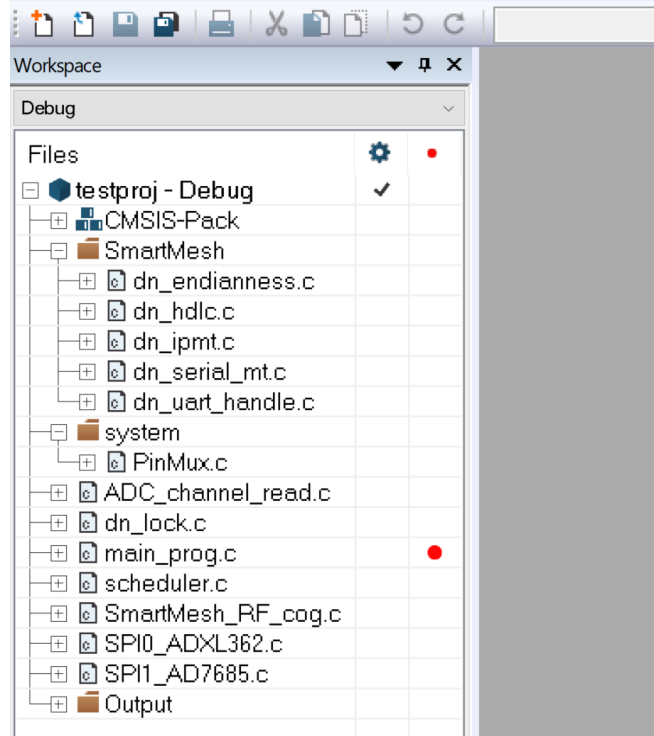 Workspace
Debug
Files
testproj - Debug
CMSIS-Pack
SmartMesh
c dn_endianness.c
c dn_hdlc.c
c dn_ipmt.c
c dn_serial_mt.c
c dn_uart_handle.c
system
c PinMux.c
c ADC_channel_read.c
c dn_lock.c
c main_prog.c
c scheduler.c
c SmartMesh_RF_cog.c
c SPI0_ADXL362.c
c SPI1_AD7685.c
Output